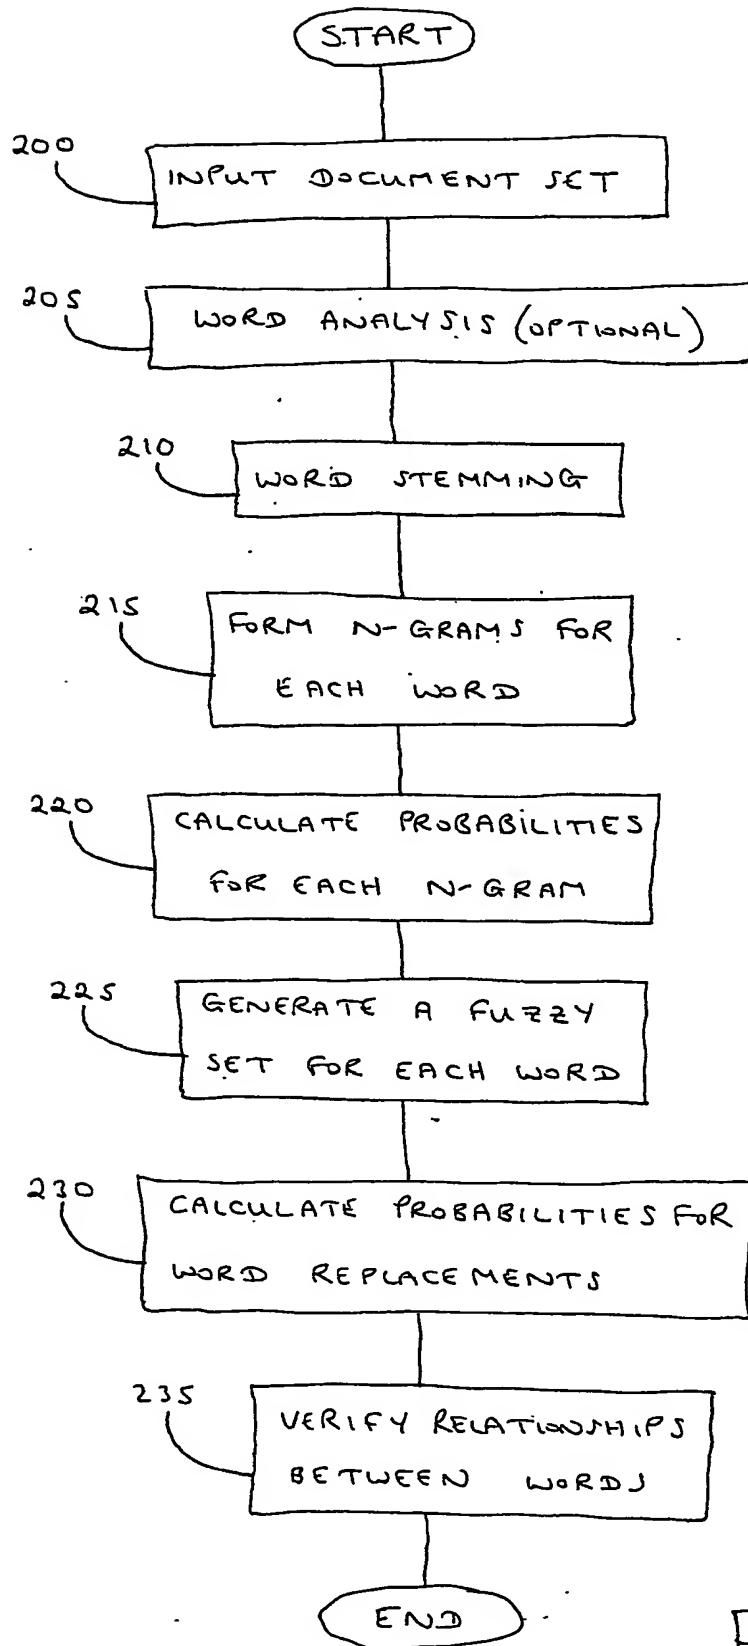 START
200
INPUT DOCUMENT SET
205
WORD ANALYSIS (OPTIONAL)
210
WORD STEMMING
215
FORM N-GRAMS FOR
EACH WORD
220
CALCULATE PROBABILITIES
FOR EACH N-GRAM
225
GENERATE A FUZZY
SET FOR EACH WORD
230
CALCULATE PROBABILITIES FOR
WORD REPLACEMENTS
235
VERIFY RELATIONSHIPS
BETWEEN WORDS
END